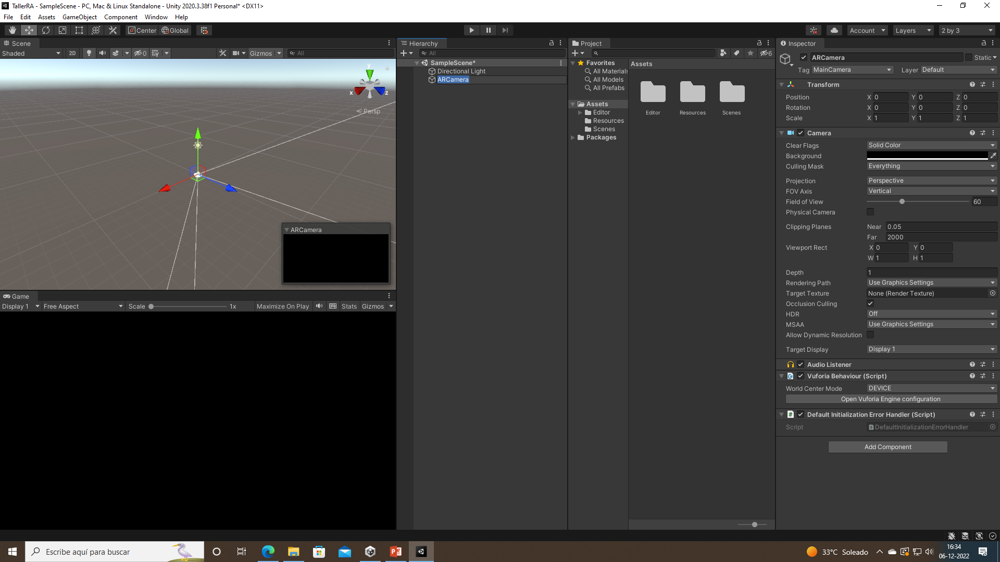 TallerRA - SampleScene - PC, Mac & Linux Standalone - Unity 2020.3.38f1 Personal* <DX11>
File Edit Assets GameObject Component Window Help
Center Global Account Layers 2 by 3
Scene
Shaded 2D 0 Gizmos All
y
x z
Persp
ARCamera
Game
Display 1 Free Aspect Scale 1x Maximize On Play Stats Gizmos
Hierarchy
All
SampleScene*
Directional Light
ARCamera
Project
6
Favorites
All Materials
All Models
All Prefabs
Assets
Editor
Resources
Scenes
Packages
Assets
Editor Resources Scenes
Inspector
ARCamera Static
Tag MainCamera Layer Default
Transform
Position X 0 Y 0 Z 0
Rotation X 0 Y 0 Z 0
Scale X 1 Y 1 Z 1
Camera
Clear Flags Solid Color
Background
Culling Mask Everything
Projection Perspective
FOV Axis Vertical
Field of View 60
Physical Camera
Clipping Planes Near 0.05
Far 2000
Viewport Rect X 0 Y 0
W 1 H 1
Depth 1
Rendering Path Use Graphics Settings
Target Texture None (Render Texture)
Occlusion Culling
HDR Off
MSAA Use Graphics Settings
Allow Dynamic Resolution
Target Display Display 1
Audio Listener
Vuforia Behaviour (Script)
World Center Mode DEVICE
Open Vuforia Engine configuration
Default Initialization Error Handler (Script)
Script DefaultInitializationErrorHandler
Add Component
Escribe aquí para buscar
33°C Soleado
16:34
06-12-2022